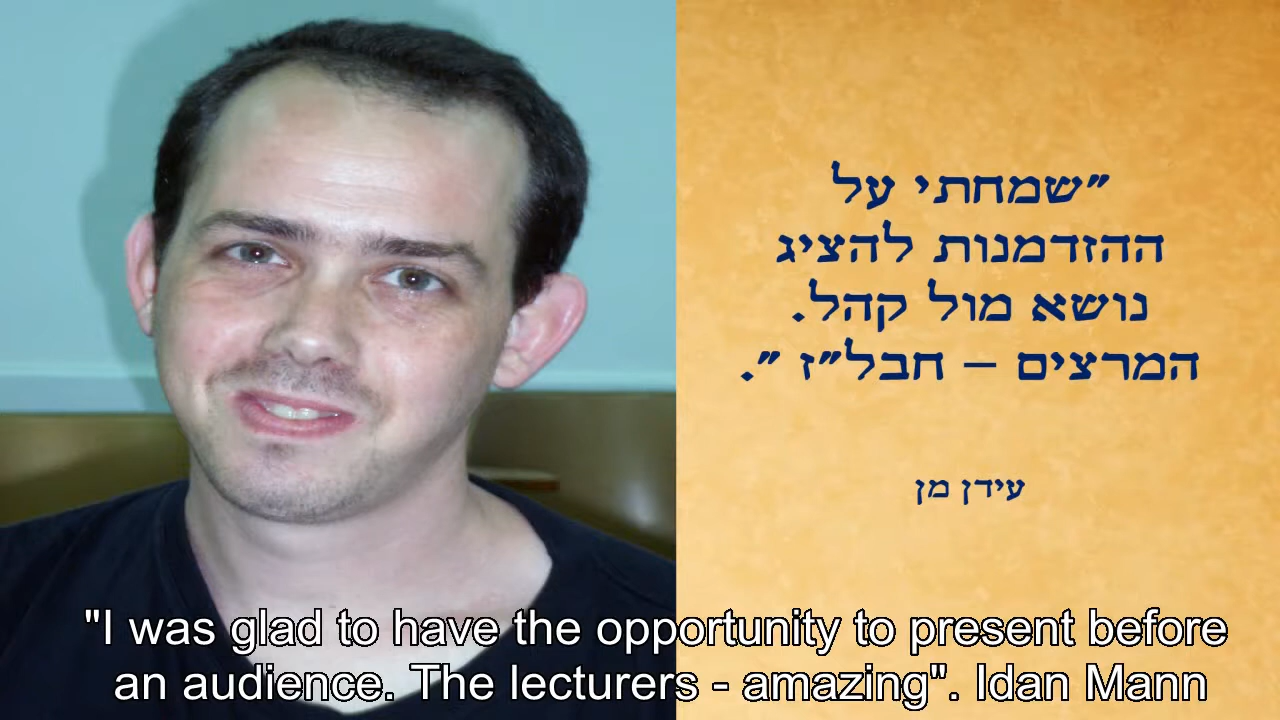 ״שמחתי על
ההזדמנות להציג
נושא מול קהל.
המרצים – חבל״ז ״.
עידן מן
"I was glad to have the opportunity to present before
an audience. The lecturers - amazing". Idan Mann